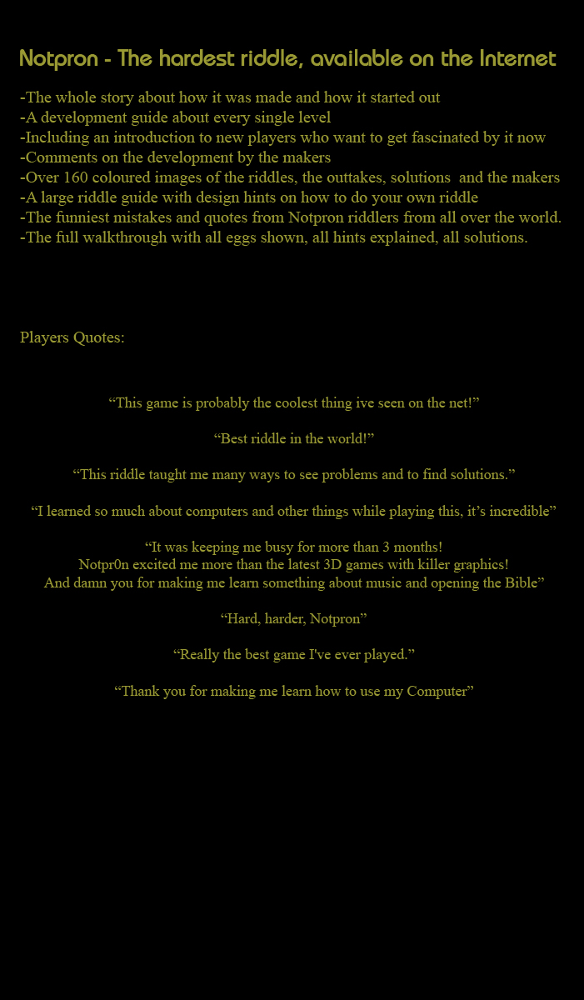 Notpron - The hardest riddle, available on the Internet
-The whole story about how it was made and how it started out
-A development guide about every single level
-Including an introduction to new players who want to get fascinated by it now
-Comments on the development by the makers
-Over 160 coloured images of the riddles, the outtakes, solutions  and the makers
-A large riddle guide with design hints on how to do your own riddle
-The funniest mistakes and quotes from Notpron riddlers from all over the world.
-The full walkthrough with all eggs shown, all hints explained, all solutions.
Players Quotes:
“This game is probably the coolest thing ive seen on the net!”
“Best riddle in the world!”
“This riddle taught me many ways to see problems and to find solutions.”
“I learned so much about computers and other things while playing this, it’s incredible”
“It was keeping me busy for more than 3 months!
Notpr0n excited me more than the latest 3D games with killer graphics!
And damn you for making me learn something about music and opening the Bible”
“Hard, harder, Notpron”
“Really the best game I've ever played.”
“Thank you for making me learn how to use my Computer”